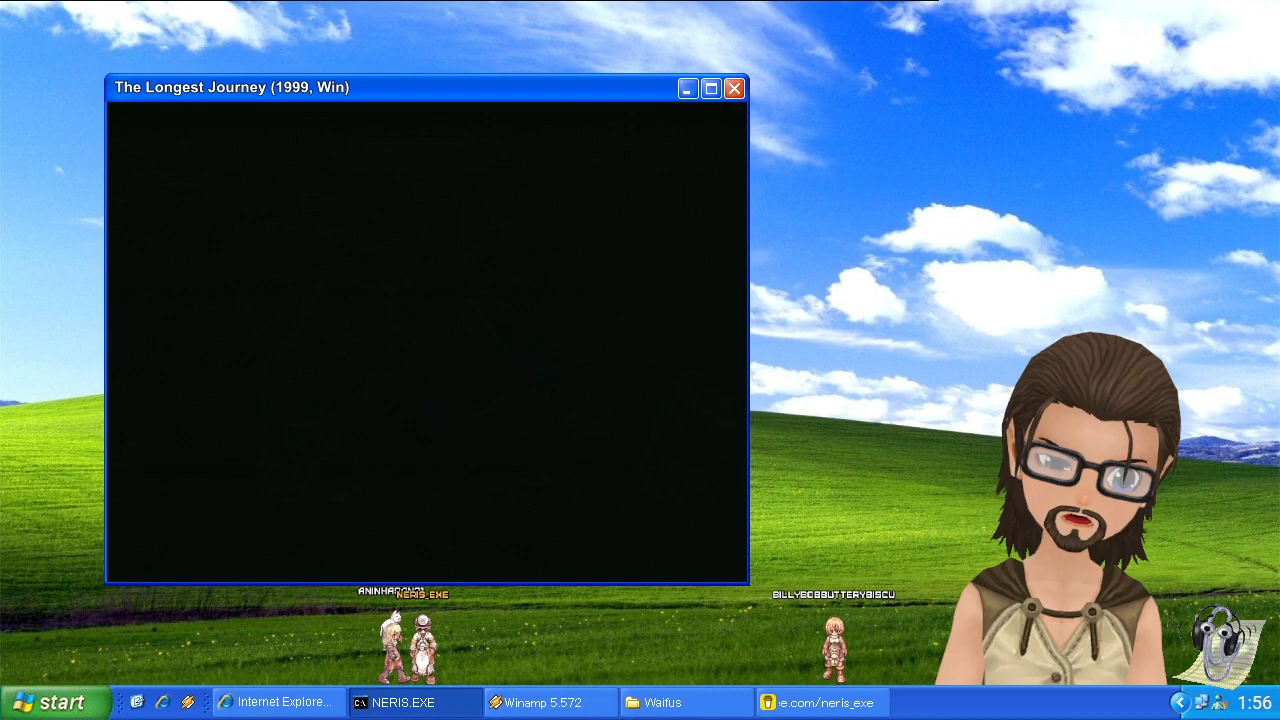 The Longest Journey (1999, Win)
NERIS_EXE
BILLYBOBBUTTERYBISCU
start
Internet Explore...
C:\
NERIS.EXE
Winamp 5.572
Waifus
e.com/neris_exe
1:56